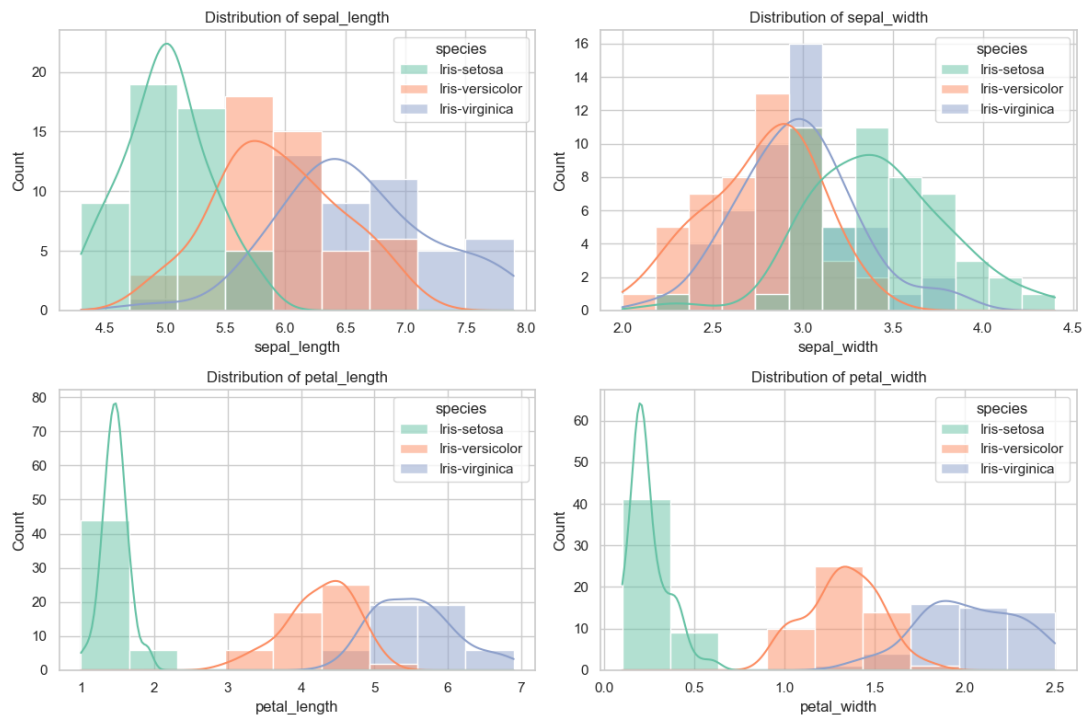 Distribution of sepal_length
species
Iris-setosa
Iris-versicolor
Iris-virginica
Count
20
15
10
5
0
4.5 5.0 5.5 6.0 6.5 7.0 7.5 8.0
sepal_length
Distribution of sepal_width
species
Iris-setosa
Iris-versicolor
Iris-virginica
Count
16
14
12
10
8
6
4
2
0
2.0 2.5 3.0 3.5 4.0 4.5
sepal_width
Distribution of petal_length
species
Iris-setosa
Iris-versicolor
Iris-virginica
Count
80
70
60
50
40
30
20
10
0
1 2 3 4 5 6 7
petal_length
Distribution of petal_width
species
Iris-setosa
Iris-versicolor
Iris-virginica
Count
60
50
40
30
20
10
0
0.0 0.5 1.0 1.5 2.0 2.5
petal_width